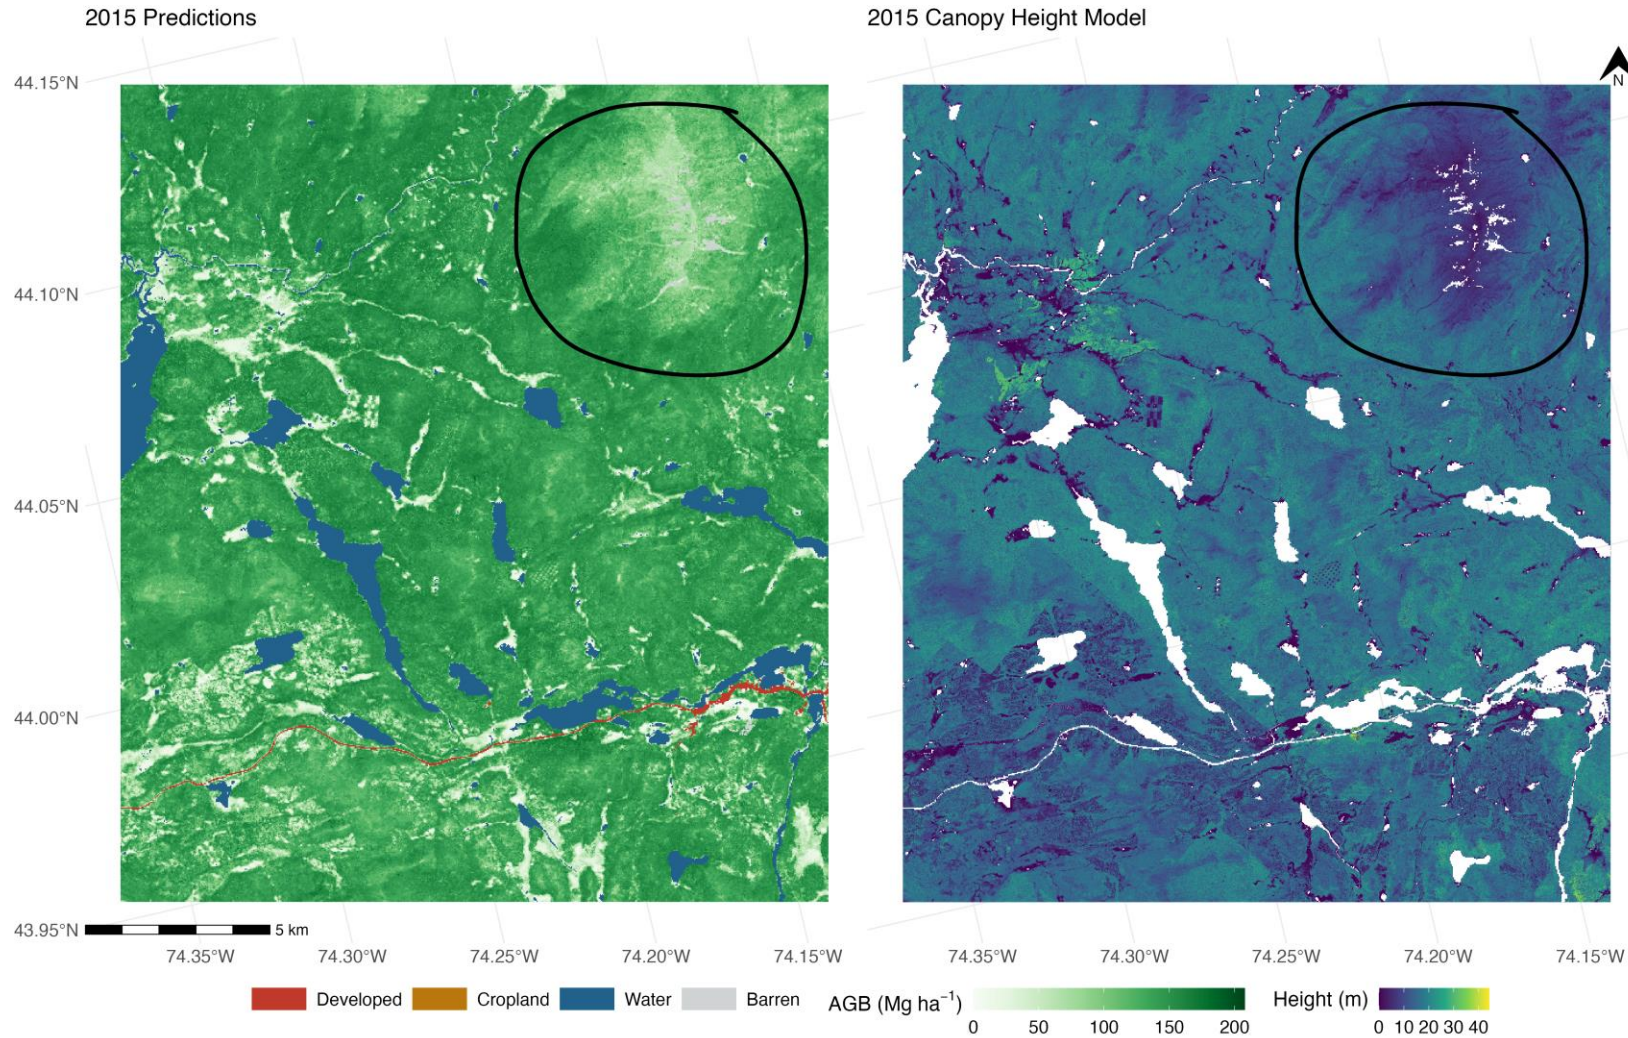 2015 Predictions
2015 Canopy Height Model
N
44.15°N
44.10°N
44.05°N
44.00°N
43.95°N
5 km
74.35°W 74.30°W 74.25°W 74.20°W 74.15°W
74.35°W 74.30°W 74.25°W 74.20°W 74.15°W
Developed Cropland Water Barren
AGB (Mg ha⁻¹)
0 50 100 150 200
Height (m)
0 10 20 30 40